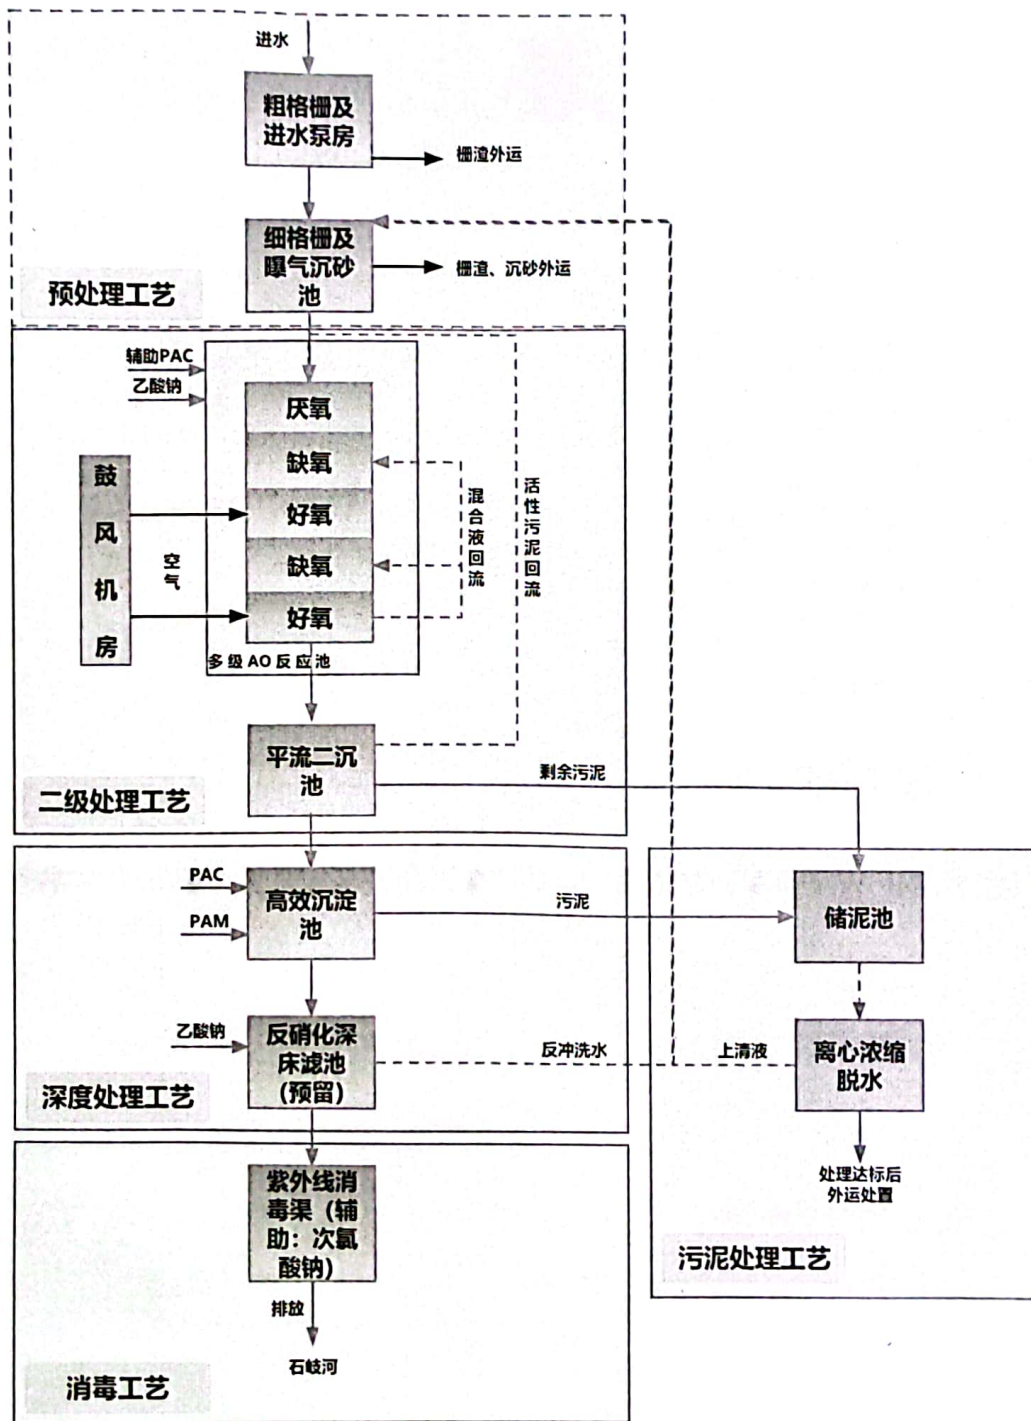 进水
粗格栅及
进水泵房
栅渣外运
细格栅及
曝气沉砂
池
栅渣、沉砂外运
预处理工艺
辅助PAC
乙酸钠
厌氧
缺氧
好氧
缺氧
好氧
鼓
风
机
房
空
气
混
合
液
回
流
活
性
污
泥
回
流
多级AO反应池
平流二沉
池
剩余污泥
二级处理工艺
PAC
PAM
高效沉淀
池
污泥
储泥池
乙酸钠
反硝化深
床滤池
(预留)
反冲洗水
上清液
离心浓缩
脱水
深度处理工艺
处理达标后
外运处置
污泥处理工艺
紫外线消
毒渠（辅
助：次氯
酸钠）
排放
石岐河
消毒工艺